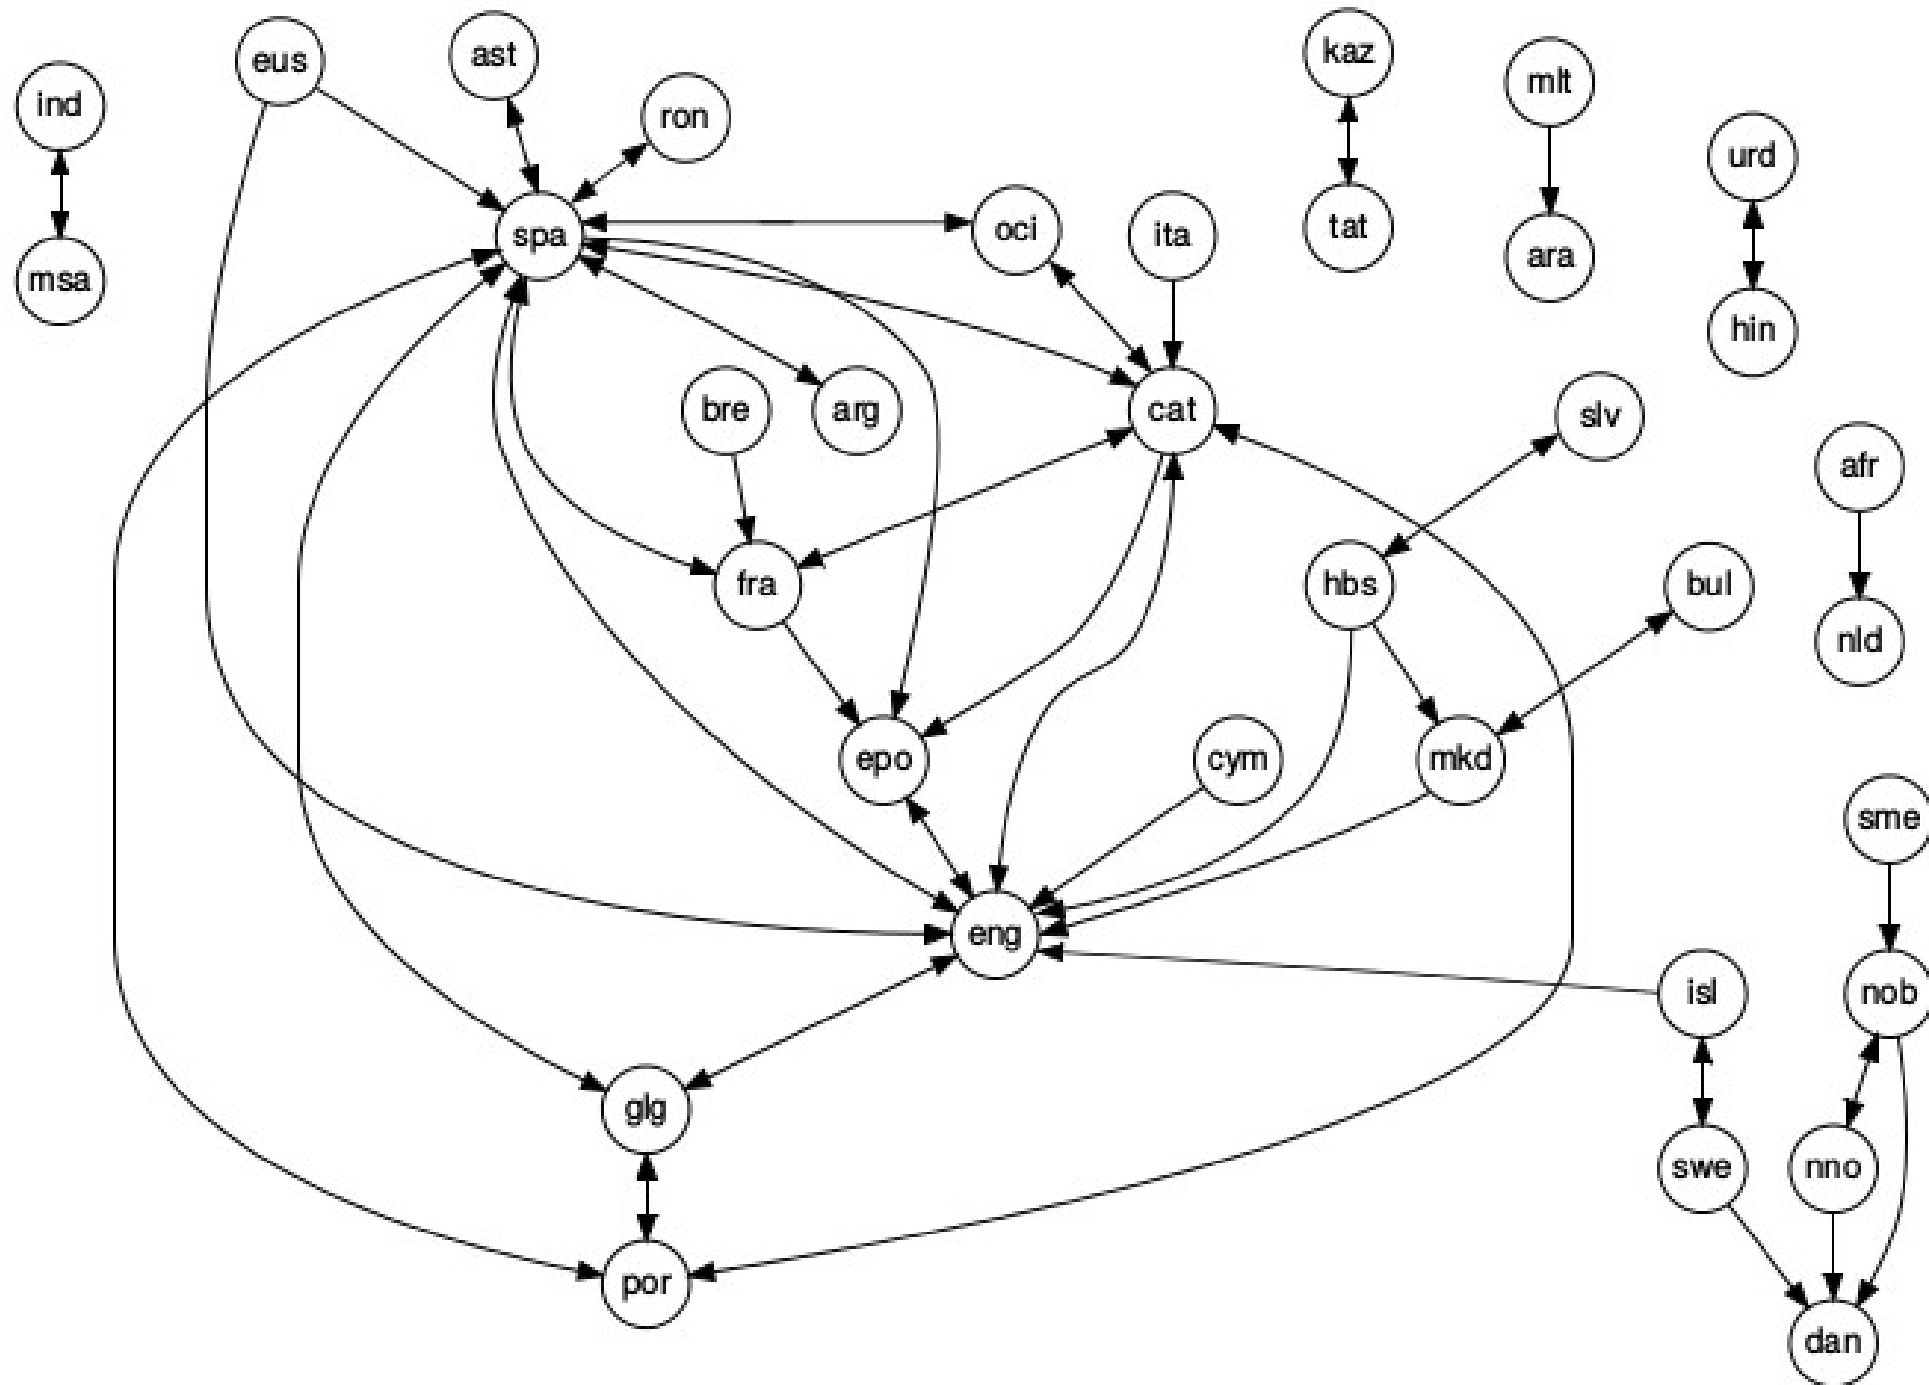 eus
ast
kaz
mlt
ind
ron
urd
oci
ita
tat
spa
ara
msa
hin
bre
arg
cat
slv
afr
fra
hbs
bul
nld
epo
cym
mkd
sme
eng
isl
nob
glg
swe
nno
por
dan